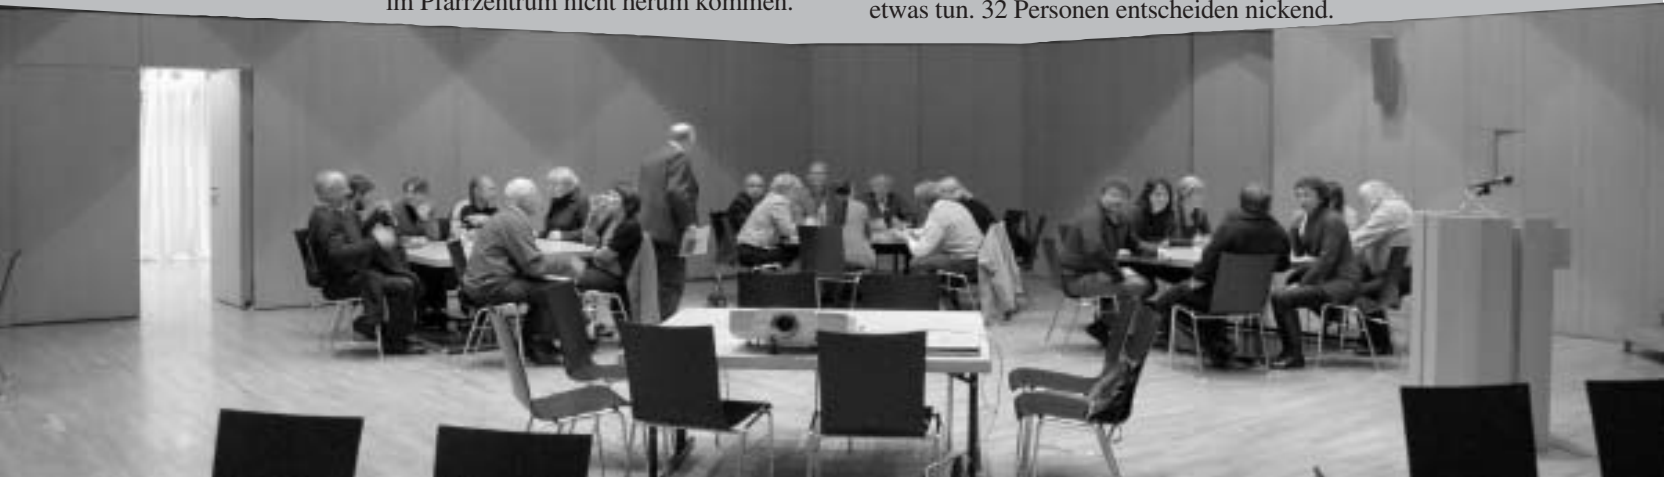 im Pfarrzentrum nicht herum kommen.
etwas tun. 32 Personen entscheiden nickend.